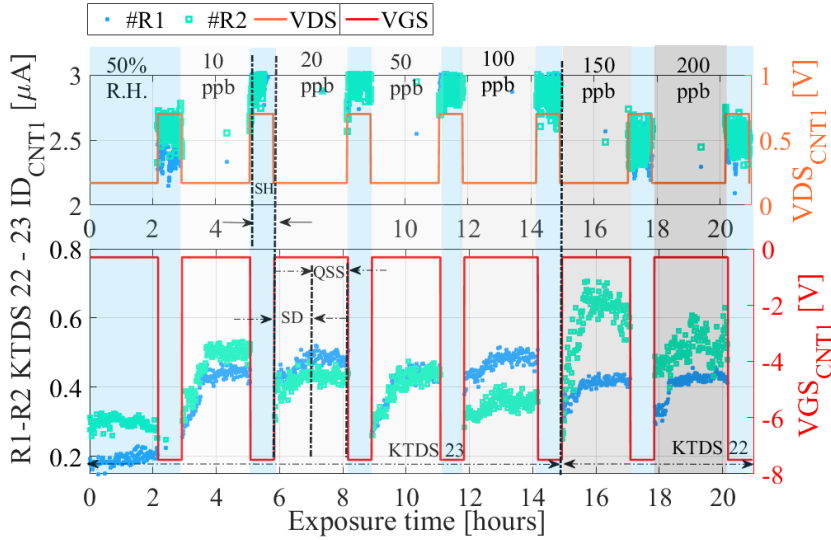 #R1 #R2 VDS VGS
50% R.H.
10 ppb
20 ppb
50 ppb
100 ppb
150 ppb
200 ppb
R1-R2 KTDS 22 - 23 ID_CNT1 [μA]
3
2.5
2
1
0.5
0
VDS_CNT1 [V]
SH
0 2 4 6 8 10 12 14 16 18 20
0.8
0.6
0.4
0.2
0
-2
-4
-6
-8
VGS_CNT1 [V]
QSS
SD
KTDS 23
KTDS 22
0 2 4 6 8 10 12 14 16 18 20
Exposure time [hours]